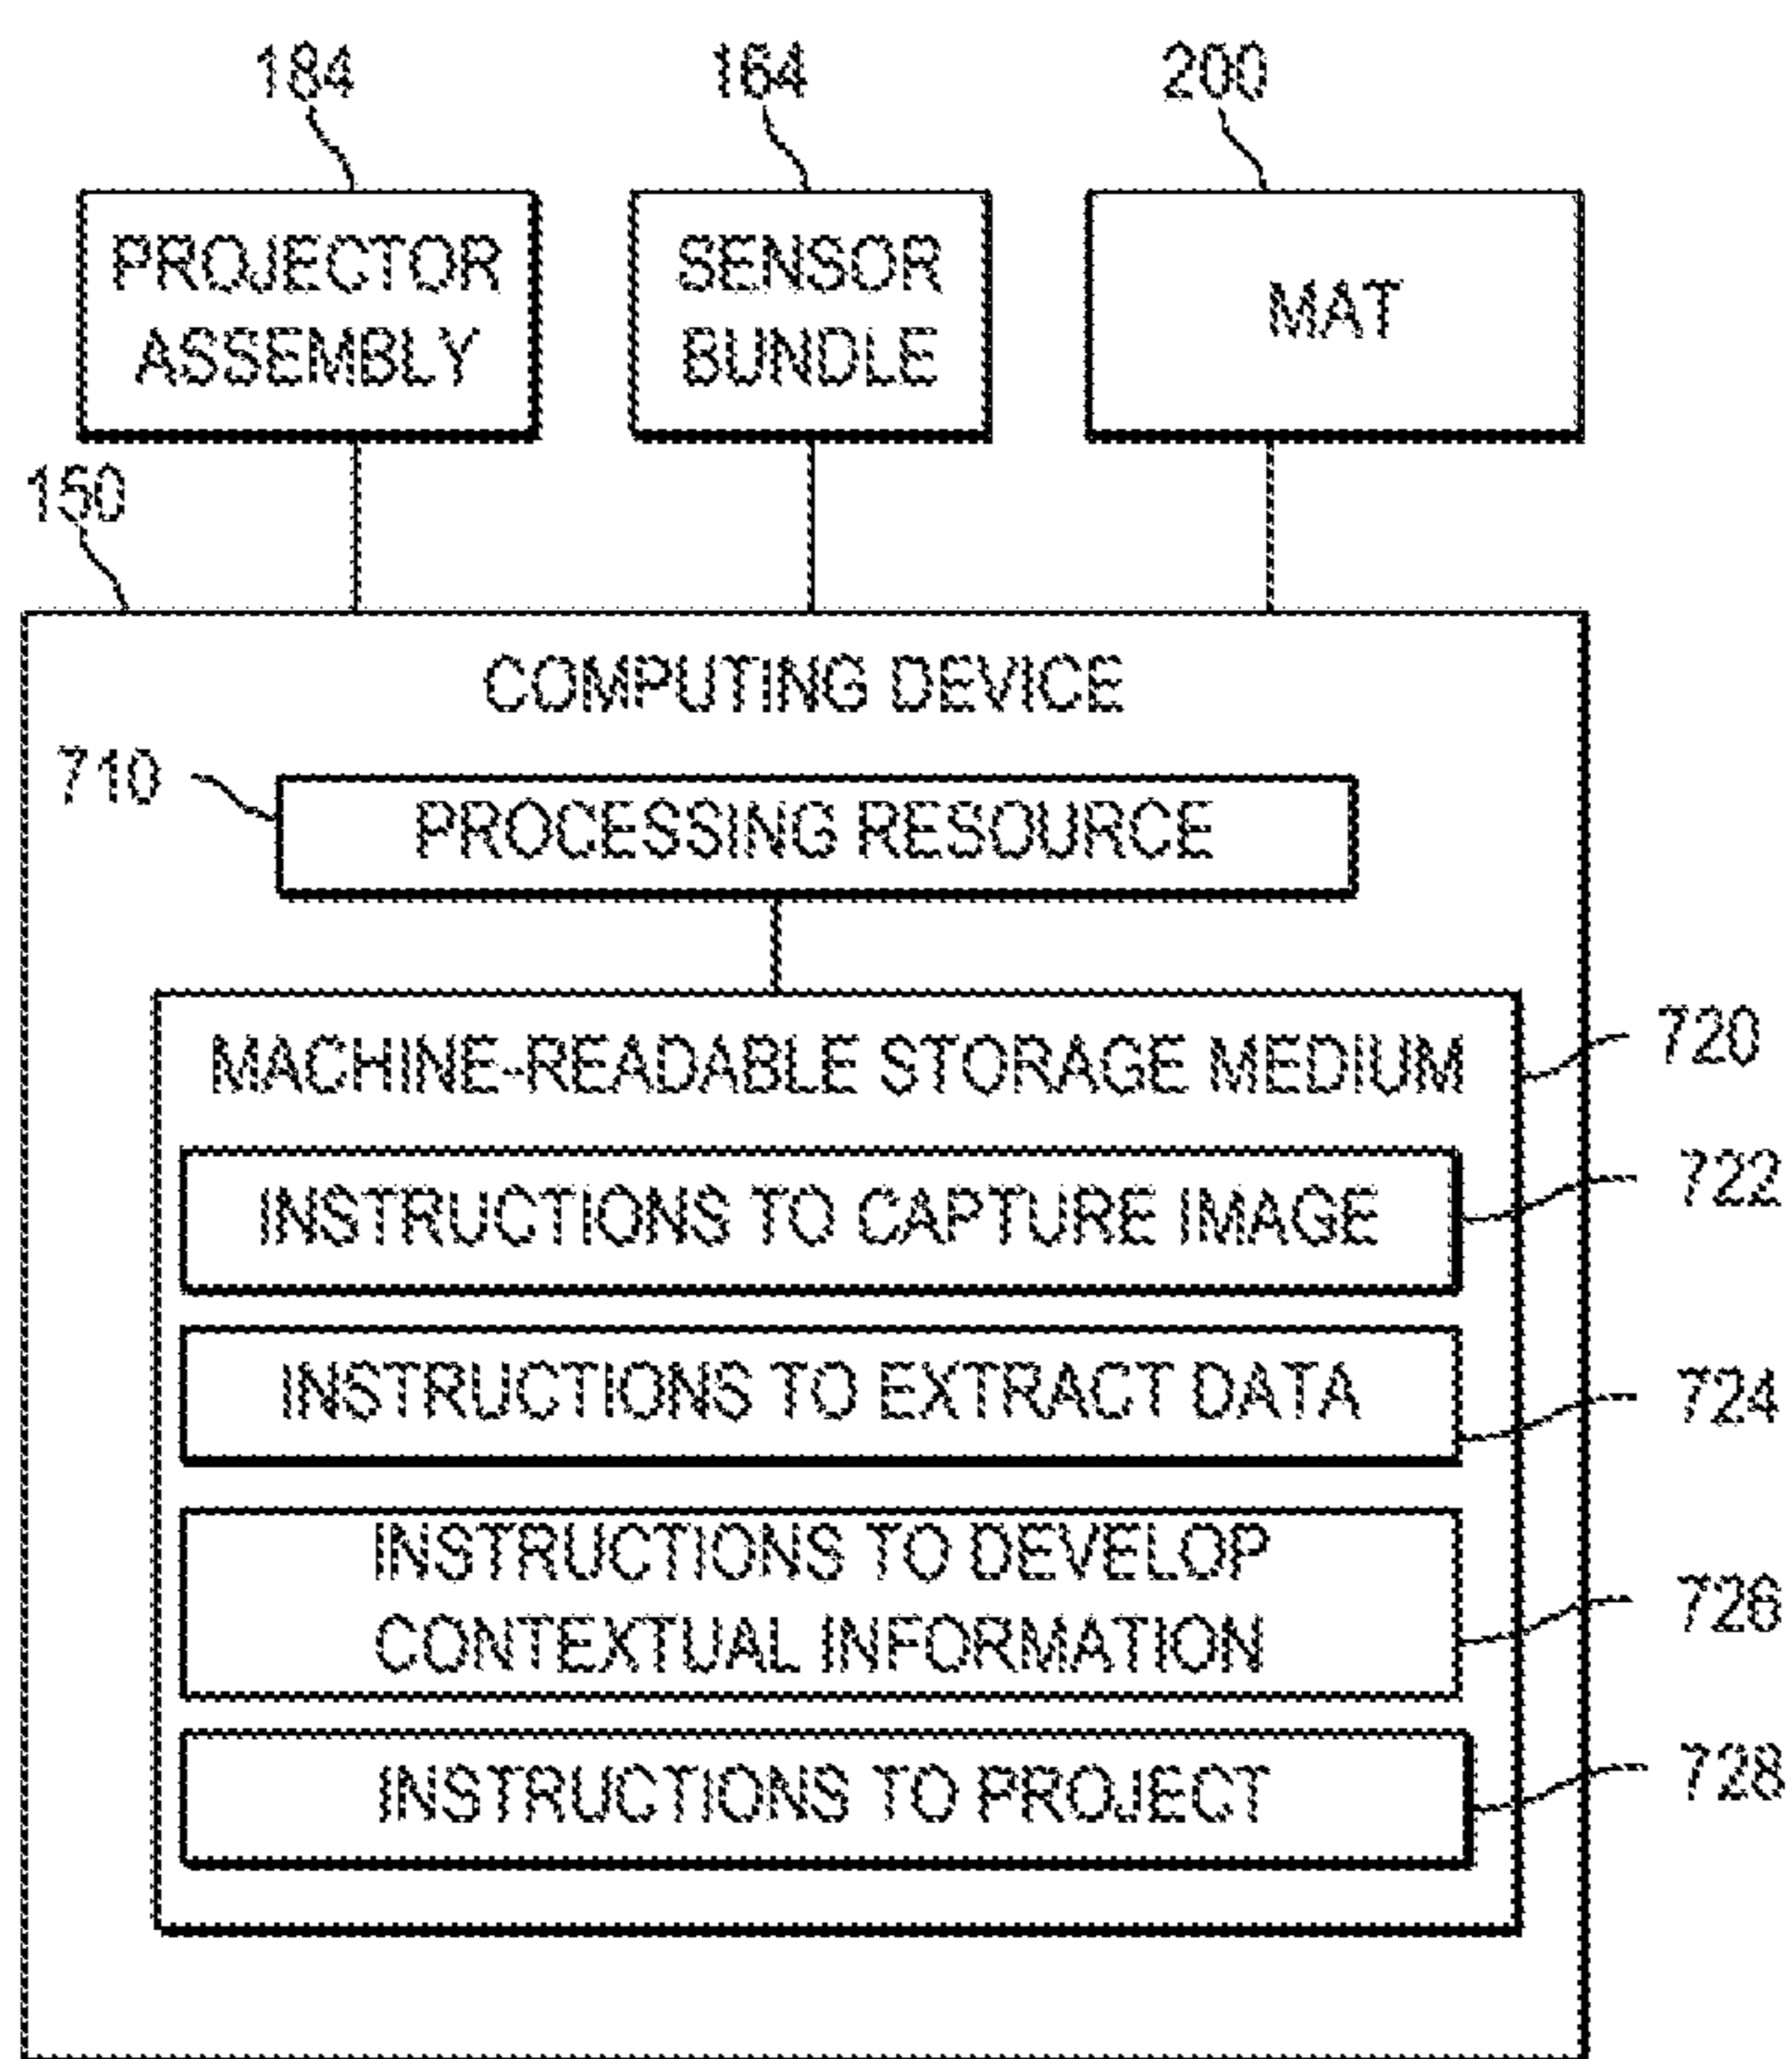 184 164 200
PROJECTOR
ASSEMBLY
SENSOR
BUNDLE
MAT
150
COMPUTING DEVICE
710
PROCESSING RESOURCE
MACHINE-READABLE STORAGE MEDIUM
720
INSTRUCTIONS TO CAPTURE IMAGE
722
INSTRUCTIONS TO EXTRACT DATA
724
INSTRUCTIONS TO DEVELOP
CONTEXTUAL INFORMATION
726
INSTRUCTIONS TO PROJECT
728